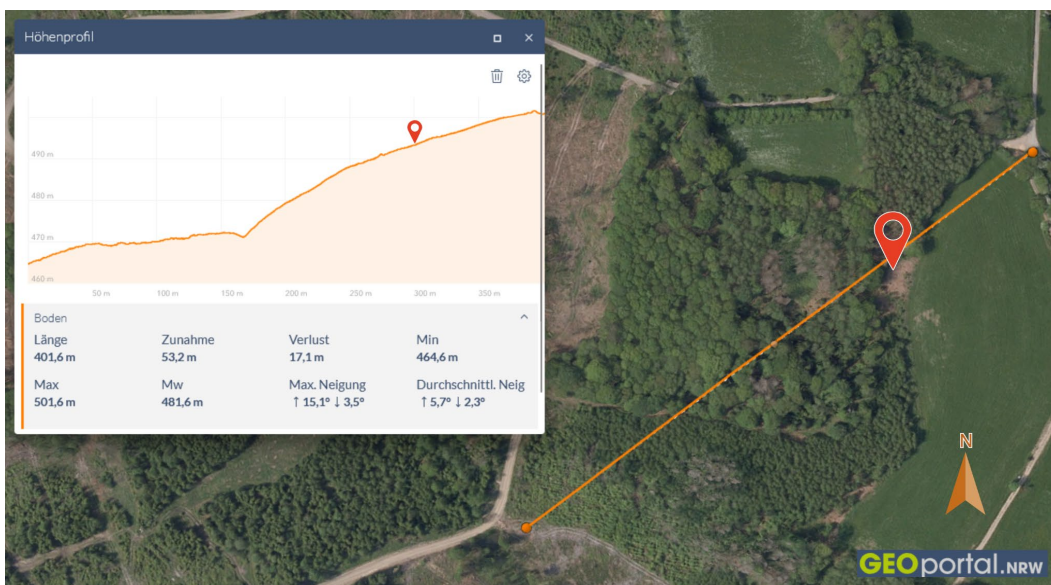 Höhenprofil
490 m
480 m
470 m
460 m
50 m 100 m 150 m 200 m 250 m 300 m 350 m
Boden
Länge Zunahme Verlust Min
401,6 m 53,2 m 17,1 m 464,6 m
Max Mw Max. Neigung Durchschnittl. Neig
501,6 m 481,6 m ↑ 15,1° ↓ 3,5° ↑ 5,7° ↓ 2,3°
N
GEOportal.NRW